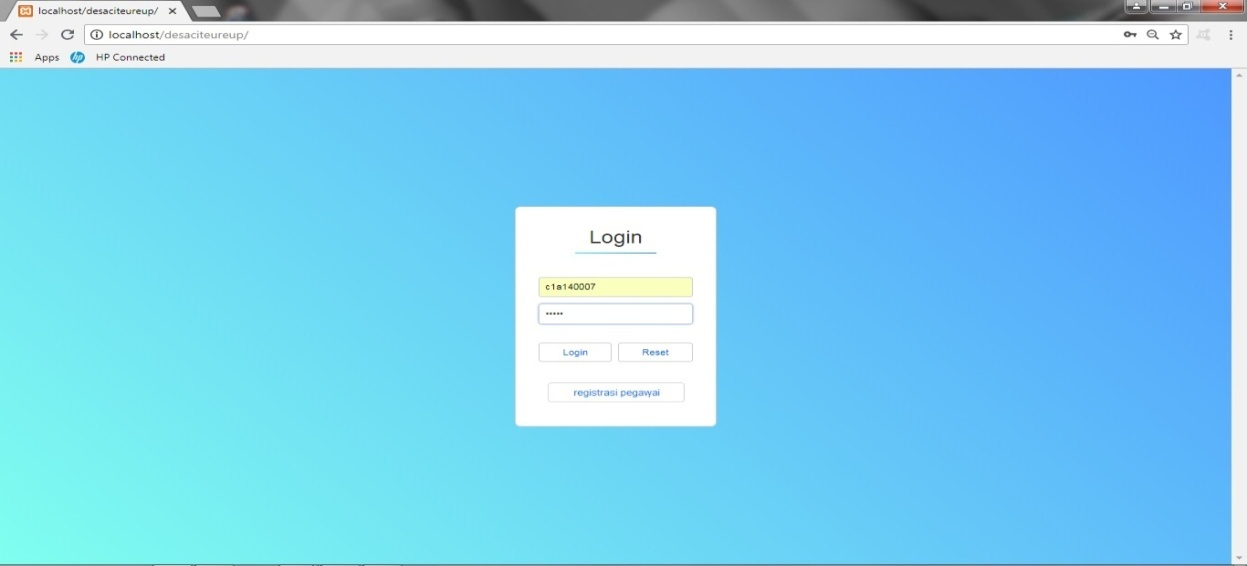 localhost/desaciteureup/
localhost/desaciteureup/
Apps HP Connected
Login
c1a140007
•••••
Login Reset
registrasi pegawai